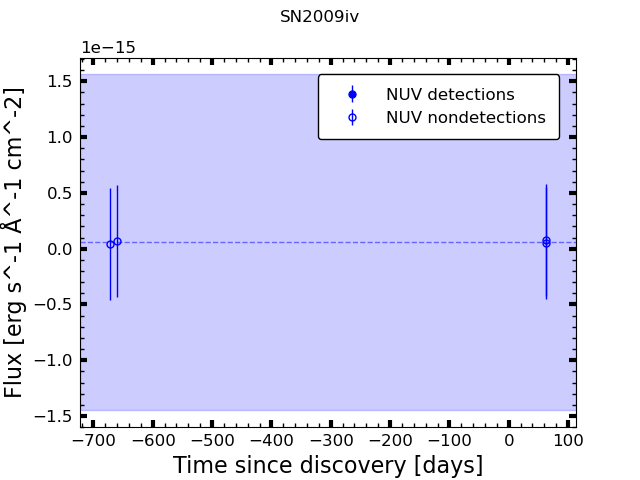 SN2009iv
1e−15
1.5
1.0
0.5
0.0
−0.5
−1.0
−1.5
Flux [erg s^-1 Å^-1 cm^-2]
NUV detections
NUV nondetections
−700 −600 −500 −400 −300 −200 −100 0 100
Time since discovery [days]